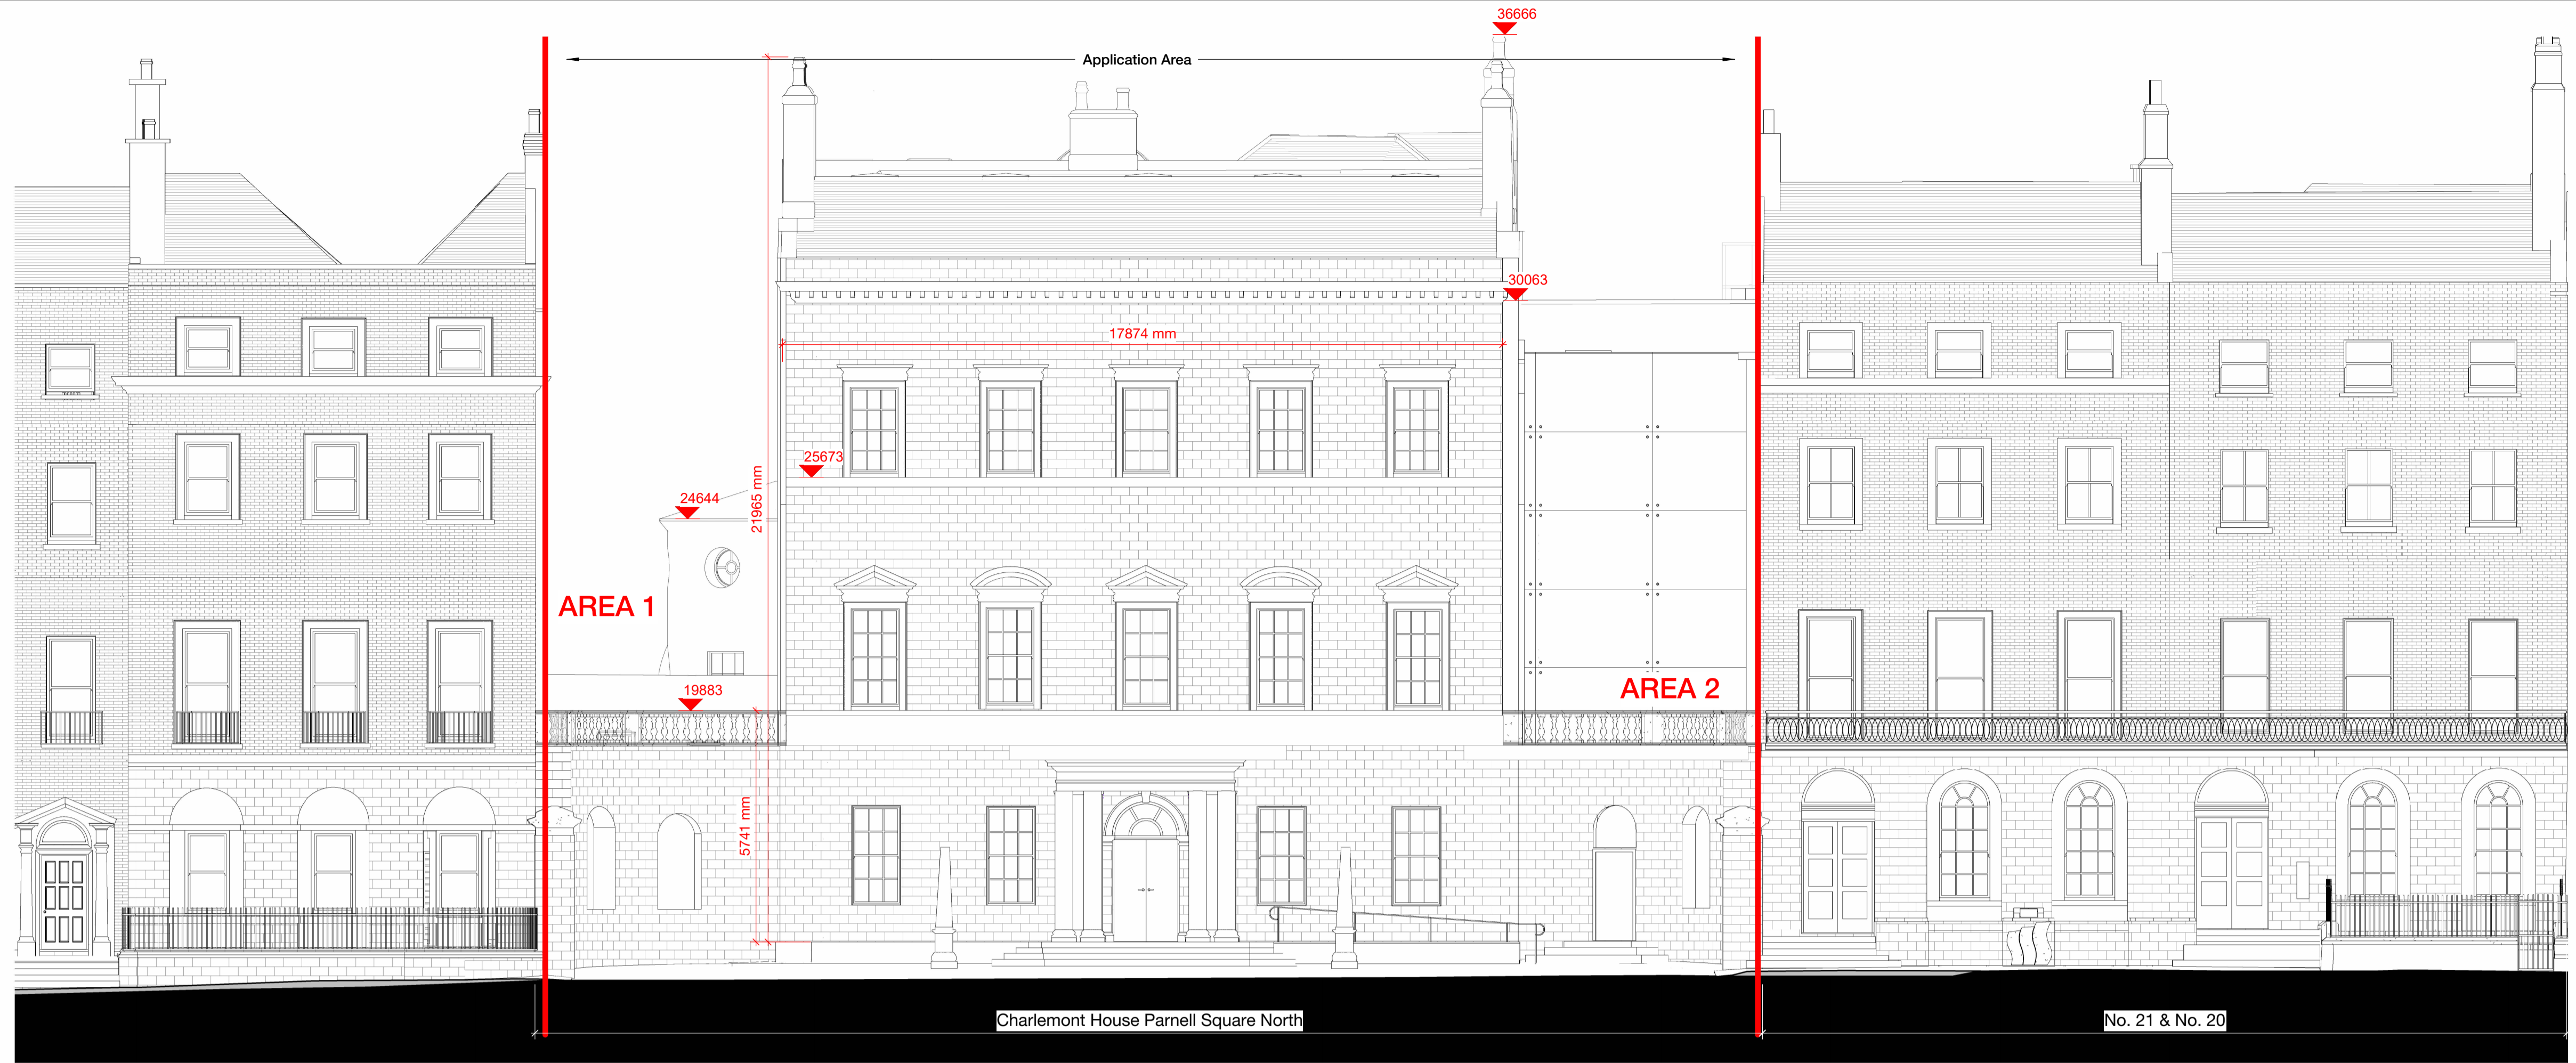 36666
Application Area
30063
17874 mm
25673
24644
21965 mm
AREA 1
AREA 2
19883
5741 mm
Charlemont House Parnell Square North
No. 21 & No. 20